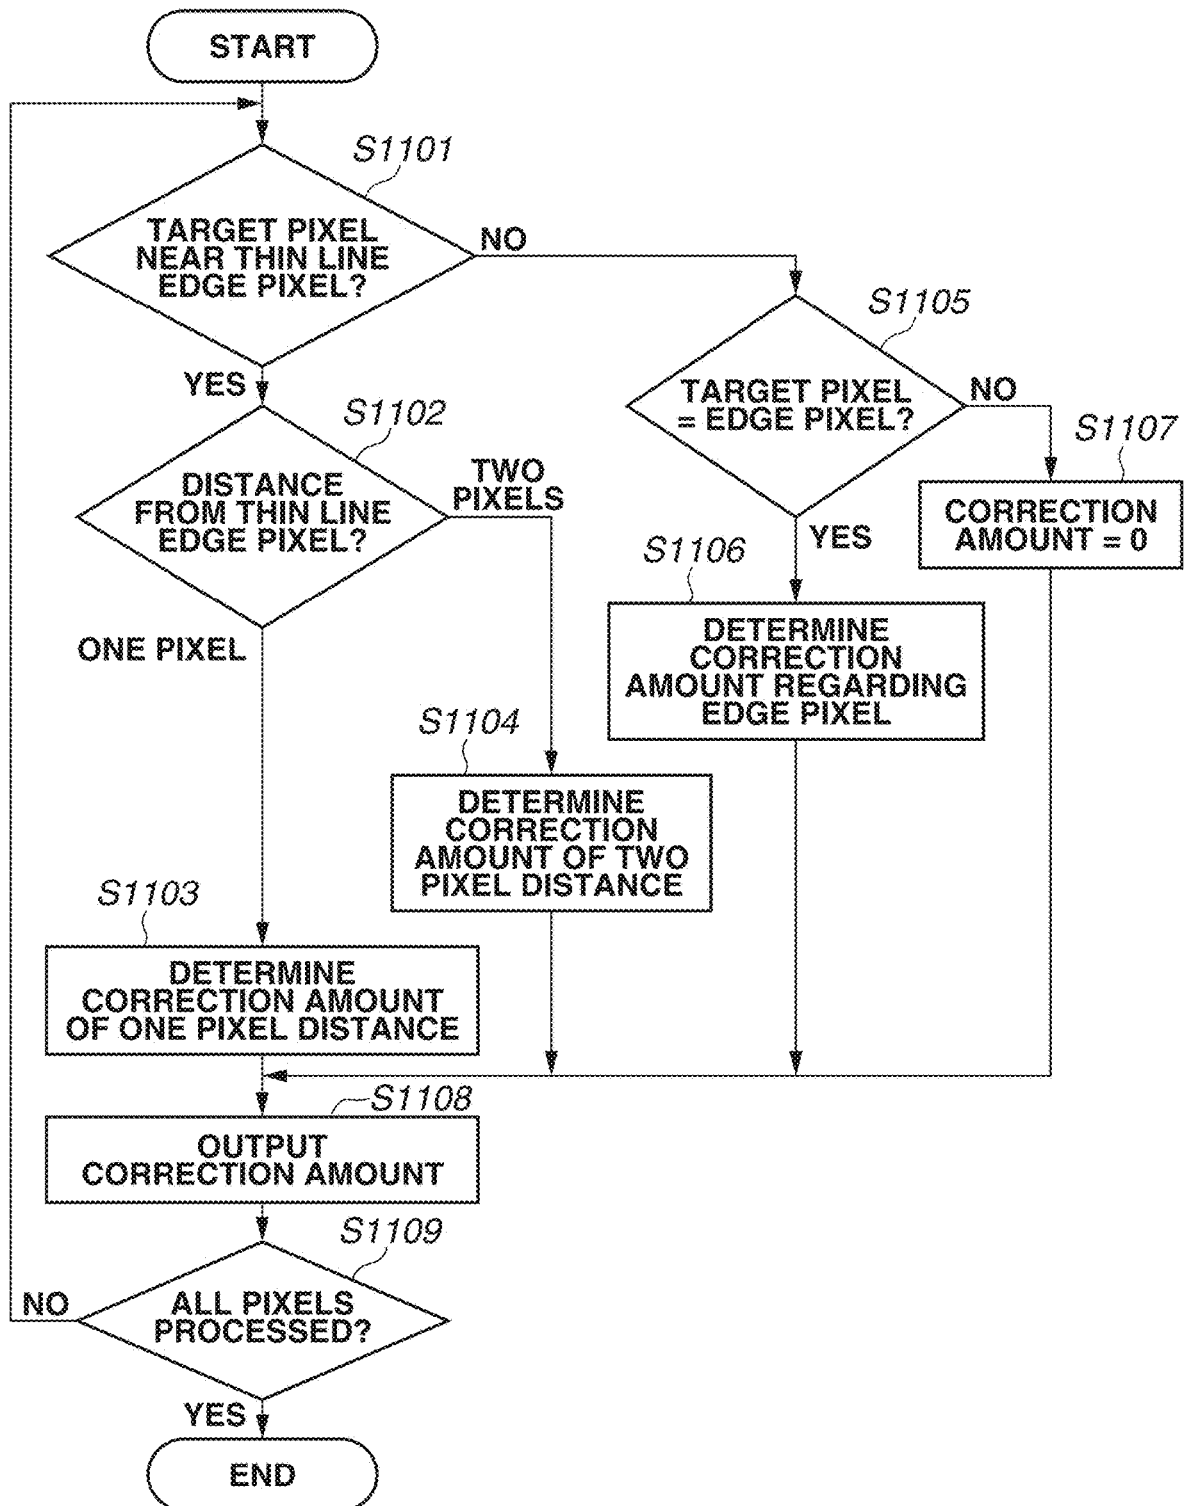 START
S1101
TARGET PIXEL
NEAR THIN LINE
EDGE PIXEL?
NO
YES
S1105
TARGET PIXEL
= EDGE PIXEL?
NO
YES
S1107
CORRECTION
AMOUNT = 0
S1102
DISTANCE
FROM THIN LINE
EDGE PIXEL?
TWO
PIXELS
ONE PIXEL
S1106
DETERMINE
CORRECTION
AMOUNT REGARDING
EDGE PIXEL
S1104
DETERMINE
CORRECTION
AMOUNT OF TWO
PIXEL DISTANCE
S1103
DETERMINE
CORRECTION AMOUNT
OF ONE PIXEL DISTANCE
S1108
OUTPUT
CORRECTION AMOUNT
S1109
ALL PIXELS
PROCESSED?
NO
YES
END